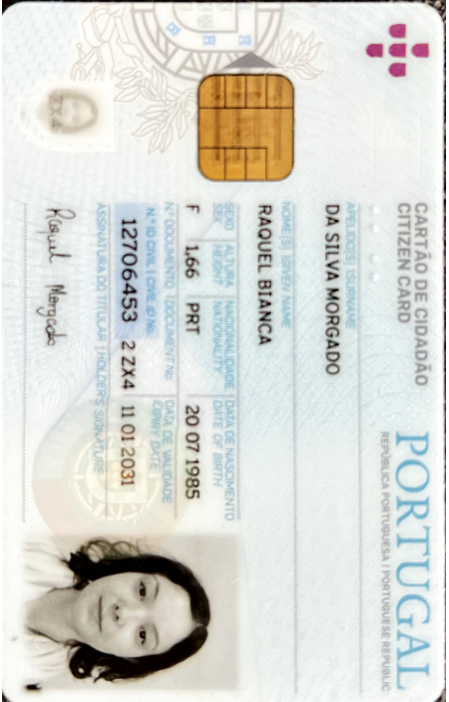 CARTÃO DE CIDADÃO
CITIZEN CARD
PORTUGAL
REPÚBLICA PORTUGUESA | PORTUGUESE REPUBLIC
APELIDO[S] | SURNAME
DA SILVA MORGADO
NOME[S] | GIVEN NAME
RAQUEL BIANCA
SEXO ALTURA NACIONALIDADE DATA DE NASCIMENTO
SEX HEIGHT NATIONALITY DATE OF BIRTH
F 1,66 PRT 20 07 1985
Nº DOCUMENTO | DOCUMENT No. DATA DE VALIDADE
N.º ID CIVIL | CIVIL ID No. EXPIRY DATE
12706453 2 ZX4 11 01 2031
ASSINATURA DO TITULAR | HOLDER'S SIGNATURE
Raquel Morgado
ZX4